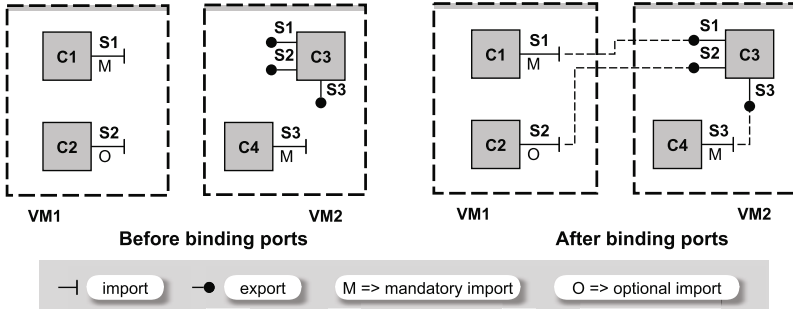 S1
C1
M
S2
C2
O
VM1
S1
S2
C3
S3
S3
C4
M
VM2
Before binding ports
S1
C1
M
S2
C2
O
VM1
S1
S2
C3
S3
S3
C4
M
VM2
After binding ports
import
export
M => mandatory import
O => optional import